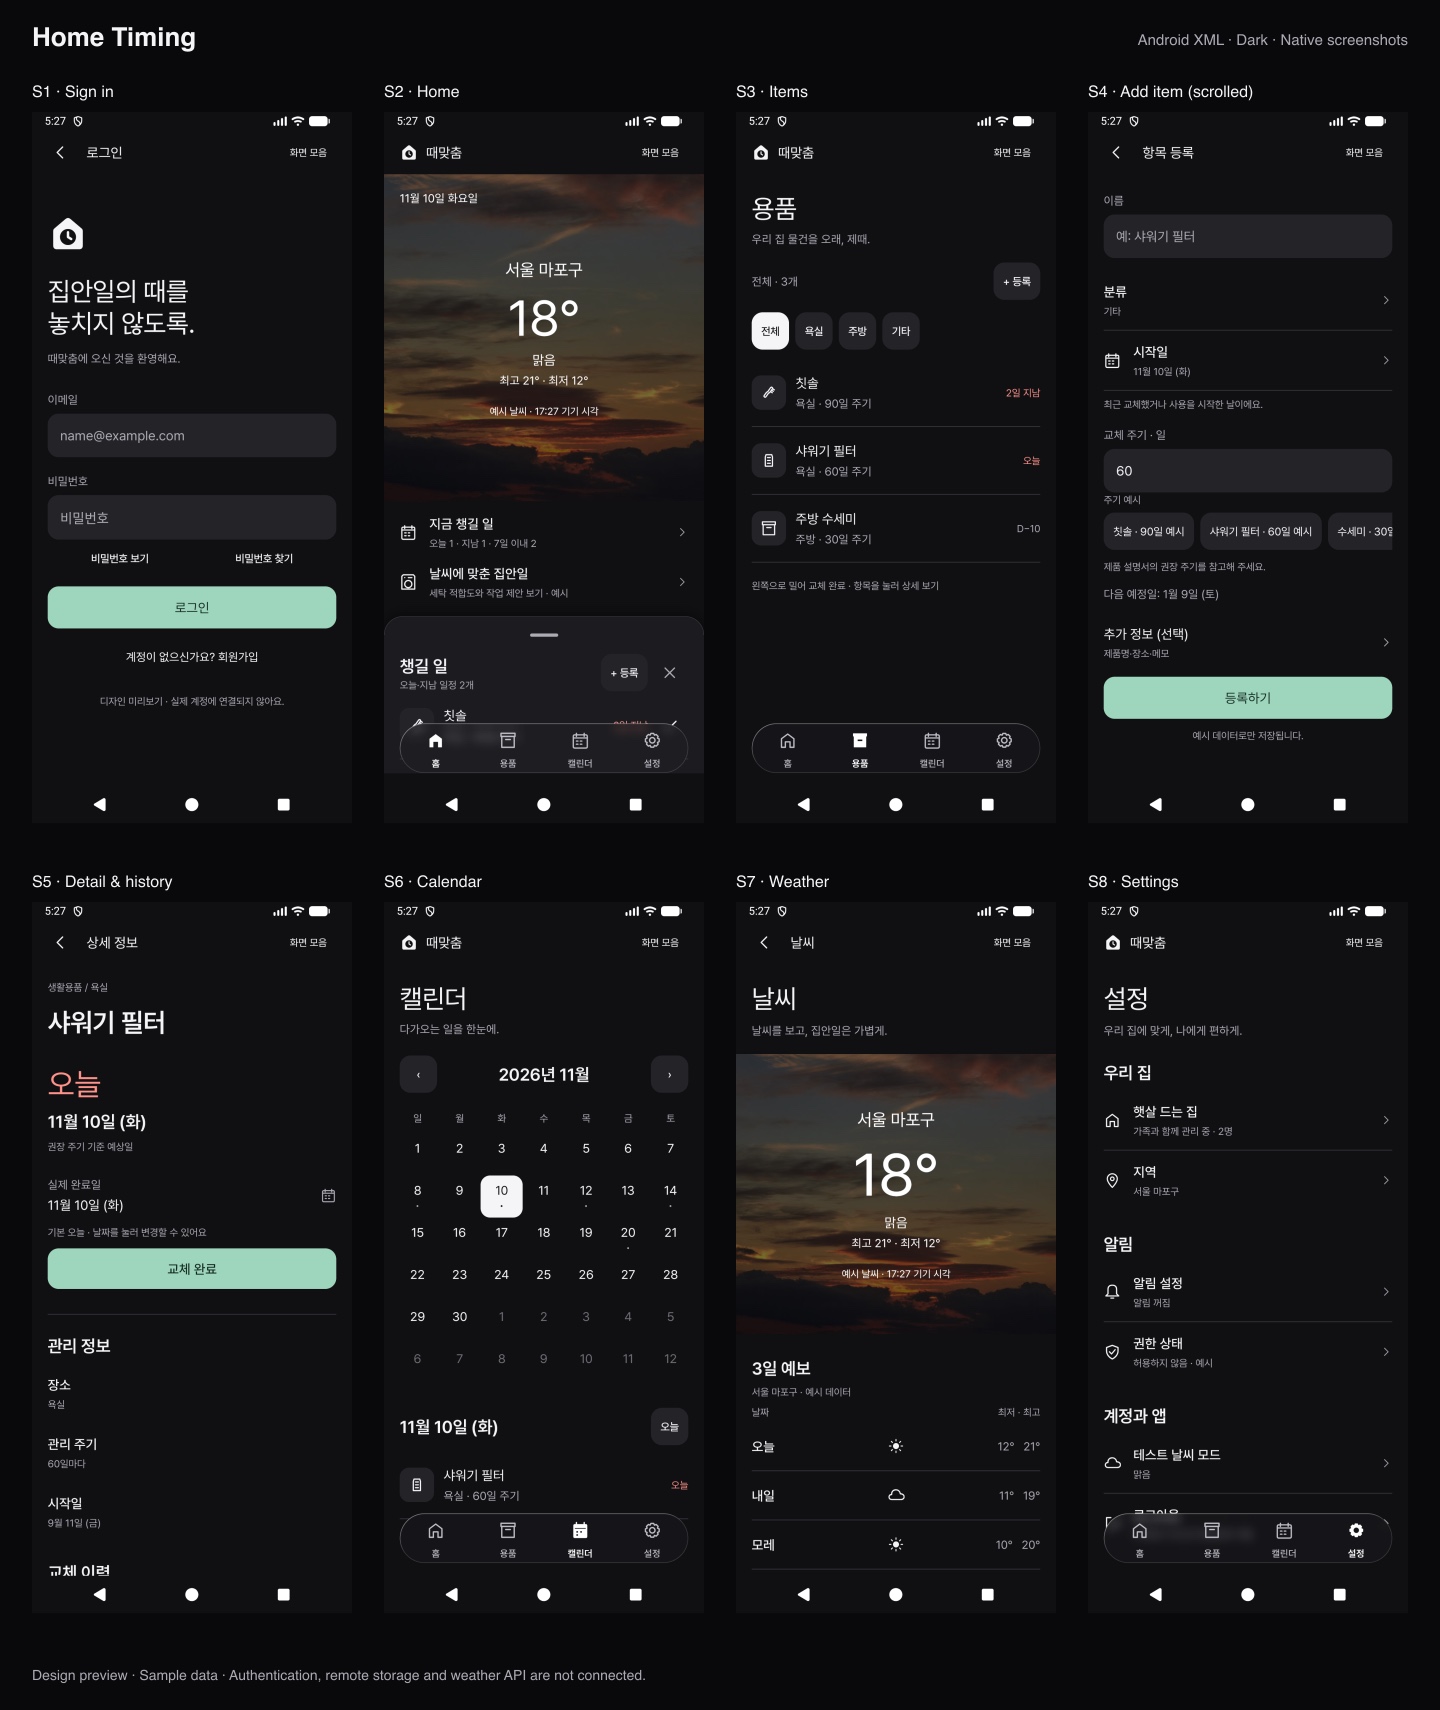 Home Timing
Android XML · Dark · Native screenshots
S1 · Sign in
5:27
로그인
화면 모음
집안일의 때를
놓치지 않도록.
때맞춤에 오신 것을 환영해요.
이메일
name@example.com
비밀번호
비밀번호
비밀번호 보기
비밀번호 찾기
로그인
계정이 없으신가요? 회원가입
디자인 미리보기 · 실제 계정에 연결되지 않아요.
S2 · Home
5:27
때맞춤
화면 모음
11월 10일 화요일
서울 마포구
18°
맑음
최고 21° · 최저 12°
예시 날씨 · 17:27 기기 시각
지금 챙길 일
오늘 1 · 지남 1 · 7일 이내 2
날씨에 맞춘 집안일
세탁 적합도와 작업 제안 보기 · 예시
챙길 일
오늘·지남 일정 2개
+ 등록
칫솔
2일 지남
홈
용품
캘린더
설정
S3 · Items
5:27
때맞춤
화면 모음
용품
우리 집 물건을 오래, 제때.
전체 · 3개
+ 등록
전체
욕실
주방
기타
칫솔
욕실 · 90일 주기
2일 지남
샤워기 필터
욕실 · 60일 주기
오늘
주방 수세미
주방 · 30일 주기
D−10
왼쪽으로 밀어 교체 완료 · 항목을 눌러 상세 보기
홈
용품
캘린더
설정
S4 · Add item (scrolled)
5:27
항목 등록
화면 모음
이름
예: 샤워기 필터
분류
기타
시작일
11월 10일 (화)
최근 교체했거나 사용을 시작한 날이에요.
교체 주기 · 일
60
주기 예시
칫솔 · 90일 예시
샤워기 필터 · 60일 예시
수세미 · 30일
제품 설명서의 권장 주기를 참고해 주세요.
다음 예정일: 1월 9일 (토)
추가 정보 (선택)
제품명·장소·메모
등록하기
예시 데이터로만 저장됩니다.
S5 · Detail & history
5:27
상세 정보
화면 모음
생활용품 / 욕실
샤워기 필터
오늘
11월 10일 (화)
권장 주기 기준 예상일
실제 완료일
11월 10일 (화)
기본 오늘 · 날짜를 눌러 변경할 수 있어요
교체 완료
관리 정보
장소
욕실
관리 주기
60일마다
시작일
9월 11일 (금)
교체 이력
S6 · Calendar
5:27
때맞춤
화면 모음
캘린더
다가오는 일을 한눈에.
‹
2026년 11월
›
일 월 화 수 목 금 토
1 2 3 4 5 6 7
8 9 10 11 12 13 14
15 16 17 18 19 20 21
22 23 24 25 26 27 28
29 30 1 2 3 4 5
6 7 8 9 10 11 12
11월 10일 (화)
오늘
샤워기 필터
욕실 · 60일 주기
오늘
홈
용품
캘린더
설정
S7 · Weather
5:27
날씨
화면 모음
날씨
날씨를 보고, 집안일은 가볍게.
서울 마포구
18°
맑음
최고 21° · 최저 12°
예시 날씨 · 17:27 기기 시각
3일 예보
서울 마포구 · 예시 데이터
날짜
최저 · 최고
오늘
12° 21°
내일
11° 19°
모레
10° 20°
S8 · Settings
5:27
때맞춤
화면 모음
설정
우리 집에 맞게, 나에게 편하게.
우리 집
햇살 드는 집
가족과 함께 관리 중 · 2명
지역
서울 마포구
알림
알림 설정
알림 꺼짐
권한 상태
허용하지 않음 · 예시
계정과 앱
테스트 날씨 모드
맑음
로그아웃
홈
용품
캘린더
설정
Design preview · Sample data · Authentication, remote storage and weather API are not connected.